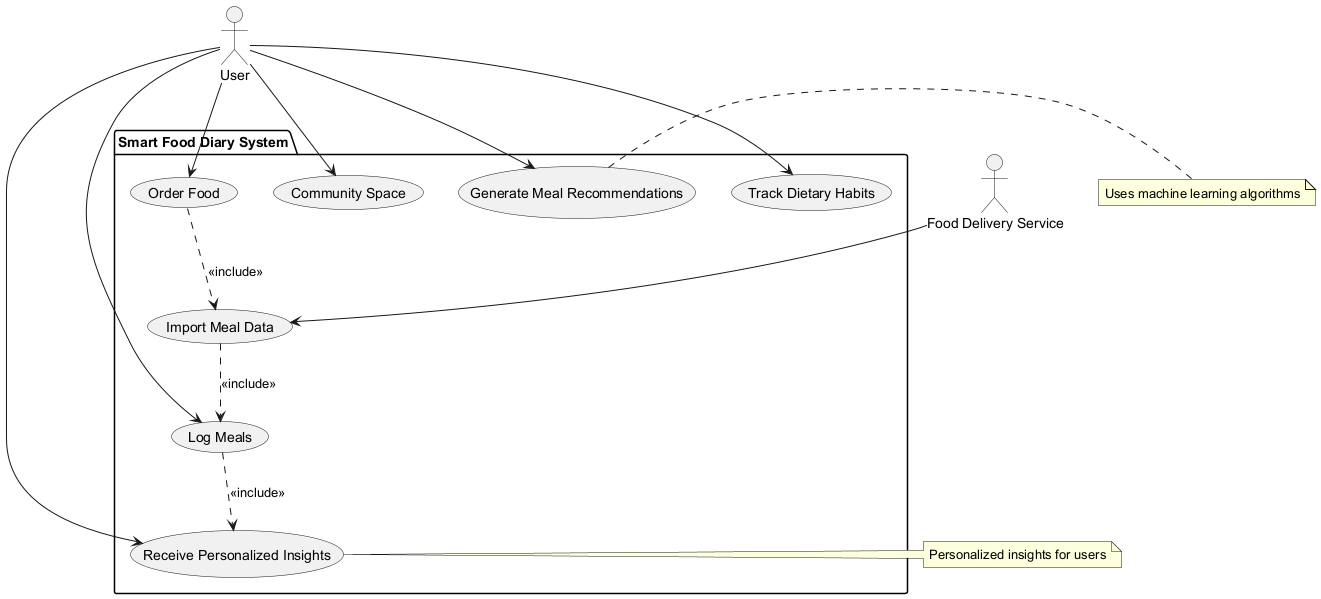 User
Smart Food Diary System
Order Food
Community Space
Generate Meal Recommendations
Track Dietary Habits
Food Delivery Service
Uses machine learning algorithms
«include»
Import Meal Data
«include»
Log Meals
«include»
Receive Personalized Insights
Personalized insights for users